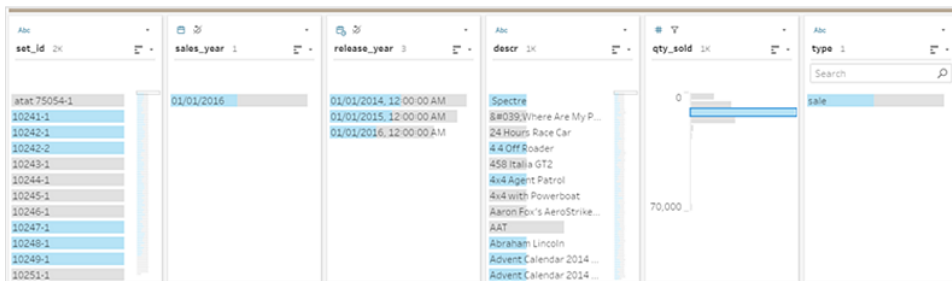 Abc
set_id 2K
atat 75054-1
10241-1
10242-1
10242-2
10243-1
10244-1
10245-1
10246-1
10247-1
10248-1
10249-1
10251-1
sales_year 1
01/01/2016
release_year 3
01/01/2014, 12:00:00 AM
01/01/2015, 12:00:00 AM
01/01/2016, 12:00:00 AM
Abc
descr 1K
Spectre
&#039;Where Are My P...
24 Hours Race Car
4 4 Off Roader
458 Italia GT2
4x4 Agent Patrol
4x4 with Powerboat
Aaron Fox's AeroStrike...
AAT
Abraham Lincoln
Advent Calendar 2014 ...
Advent Calendar 2014 ...
#
qty_sold 1K
0
70,000
Abc
type 1
Search
sale